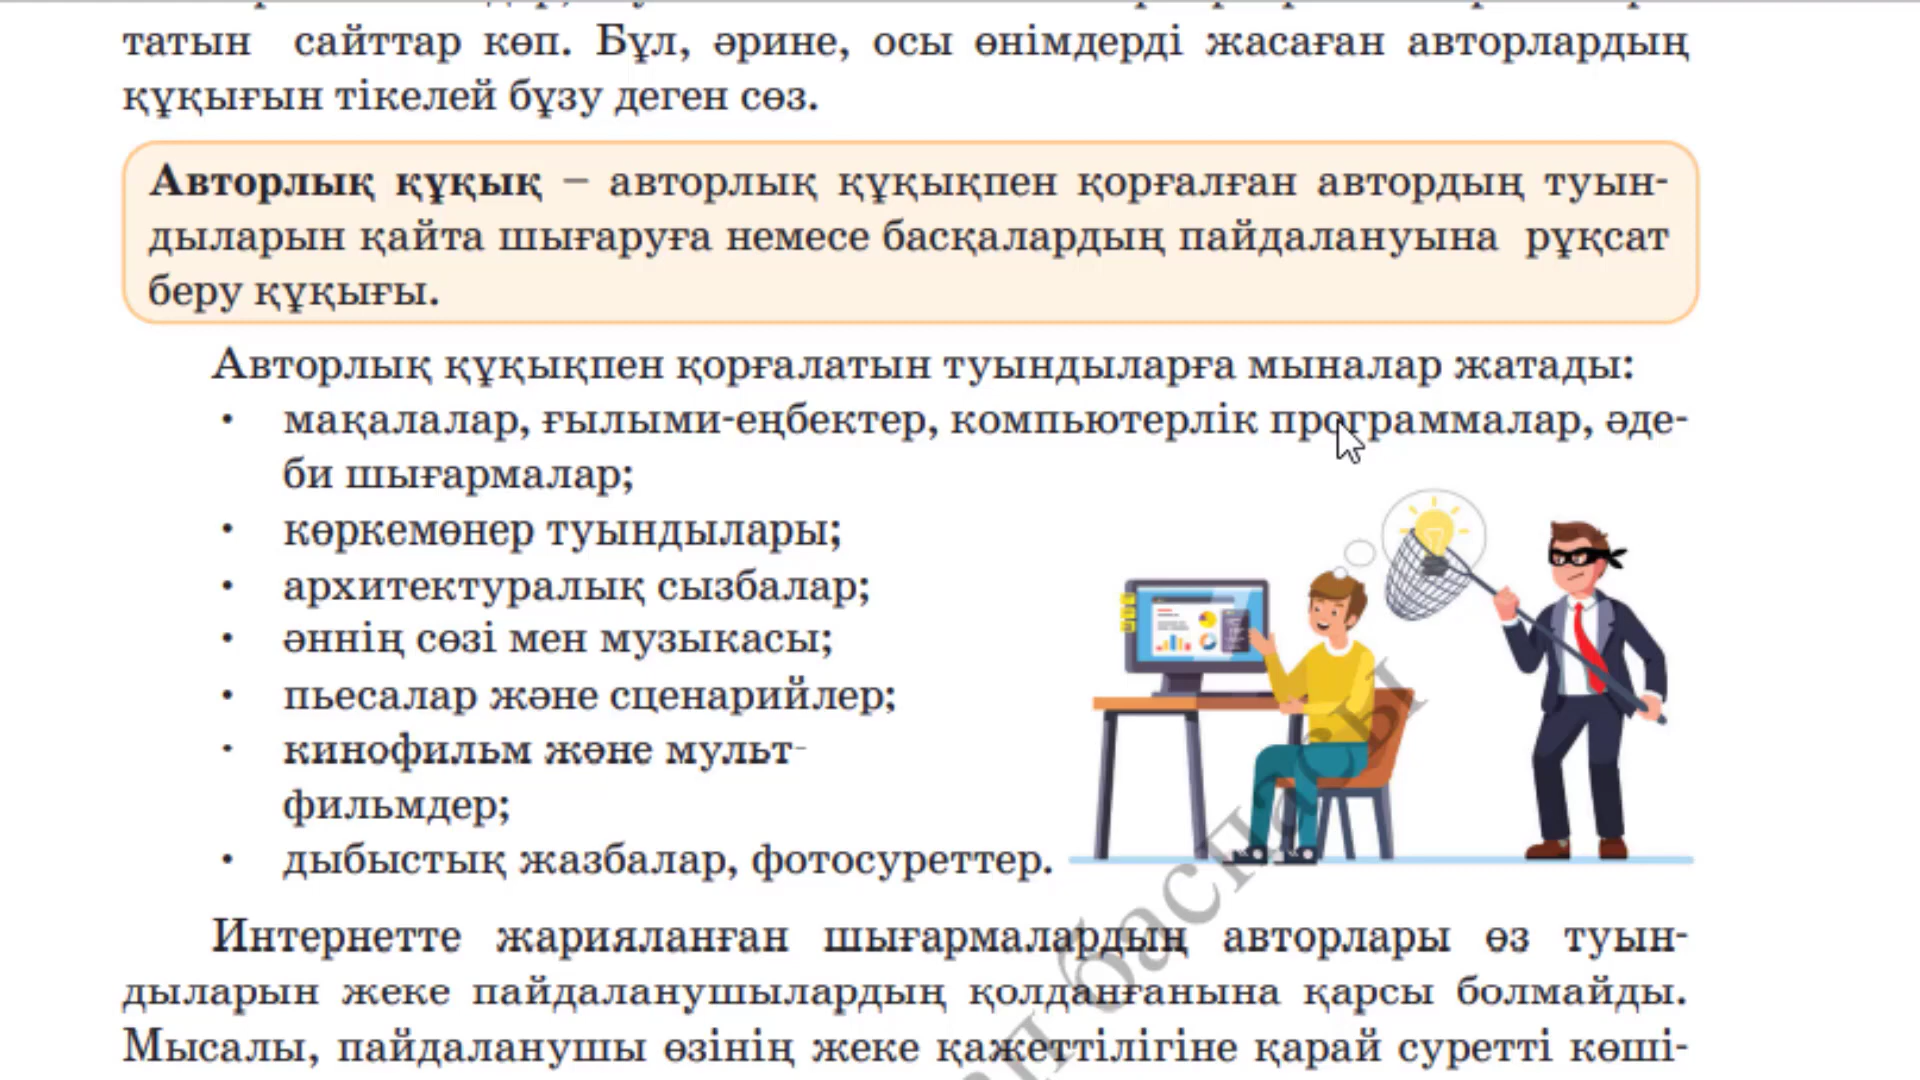 татын сайттар көп. Бұл, әрине, осы өнімдерді жасаған авторлардың
құқығын тікелей бұзу деген сөз.
Авторлық құқық – авторлық құқықпен қорғалған автордың туын-
дыларын қайта шығаруға немесе басқалардың пайдалануына рұқсат
беру құқығы.
Авторлық құқықпен қорғалатын туындыларға мыналар жатады:
• мақалалар, ғылыми-еңбектер, компьютерлік программалар, әде-
би шығармалар;
• көркемөнер туындылары;
• архитектуралық сызбалар;
• әннің сөзі мен музыкасы;
• пьесалар және сценарийлер;
• кинофильм және мульт-
фильмдер;
• дыбыстық жазбалар, фотосуреттер.
Интернетте жарияланған шығармалардың авторлары өз туын-
дыларын жеке пайдаланушылардың қолданғанына қарсы болмайды.
Мысалы, пайдаланушы өзінің жеке қажеттілігіне қарай суретті көші-
баспасы